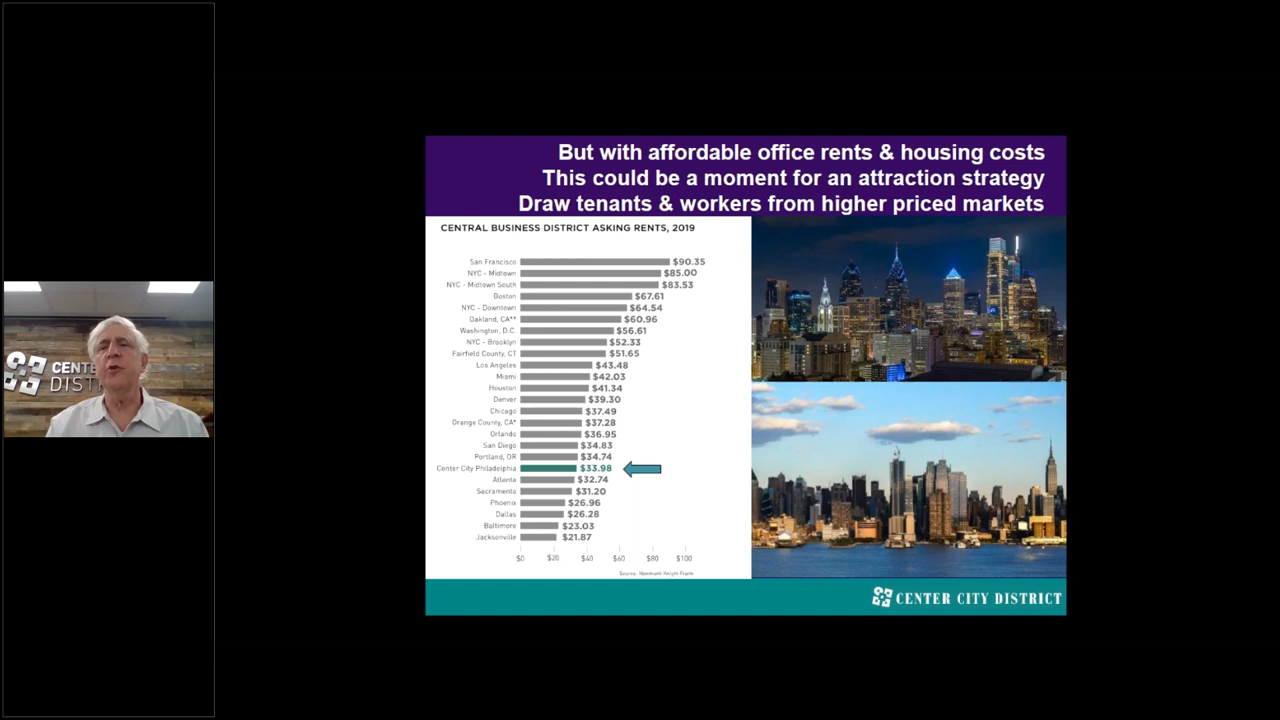 But with affordable office rents & housing costs
This could be a moment for an attraction strategy
Draw tenants & workers from higher priced markets
CENTRAL BUSINESS DISTRICT ASKING RENTS, 2019
San Francisco $90.35
NYC - Midtown $85.00
NYC - Midtown South $83.53
Boston $67.61
NYC - Downtown $64.54
Oakland, CA** $60.96
Washington, D.C. $56.61
NYC - Brooklyn $52.33
Fairfield County, CT $51.65
Los Angeles $43.48
Miami $42.03
Houston $41.34
Denver $39.30
Chicago $37.49
Orange County, CA* $37.28
Orlando $36.95
San Diego $34.83
Portland, OR $34.74
Center City Philadelphia $33.98
Atlanta $32.74
Sacramento $31.20
Phoenix $26.96
Dallas $26.28
Baltimore $23.03
Jacksonville $21.87
$0 $20 $40 $60 $80 $100
Source: Newmark Knight Frank
CENTER CITY DISTRICT
CENTE
DISTR